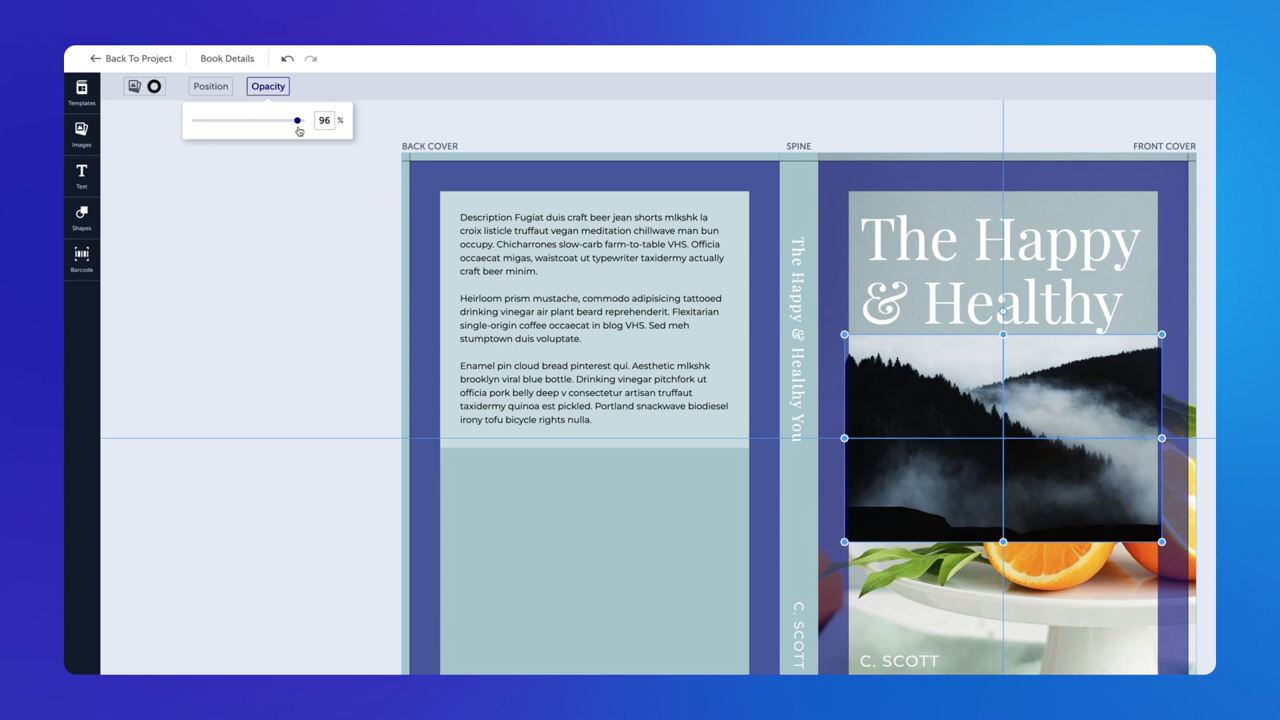 Back To Project
Book Details
Templates
Images
Text
Shapes
Barcode
Position
Opacity
96 %
BACK COVER
SPINE
FRONT COVER
Description Fugiat duis craft beer jean shorts mlkshk la
croix listicle truffaut vegan meditation chillwave man bun
occupy. Chicharrones slow-carb farm-to-table VHS. Officia
occaecat migas, waistcoat ut typewriter taxidermy actually
craft beer minim.
Heirloom prism mustache, commodo adipisicing tattooed
drinking vinegar air plant beard reprehenderit. Flexitarian
single-origin coffee occaecat in blog VHS. Sed meh
stumptown duis voluptate.
Enamel pin cloud bread pinterest qui. Aesthetic mlkshk
brooklyn viral blue bottle. Drinking vinegar pitchfork ut
officia pork belly deep v consectetur artisan truffaut
taxidermy quinoa est pickled. Portland snackwave biodiesel
irony tofu bicycle rights nulla.
The Happy & Healthy You
C. SCOTT
The Happy
& Healthy
C. SCOTT